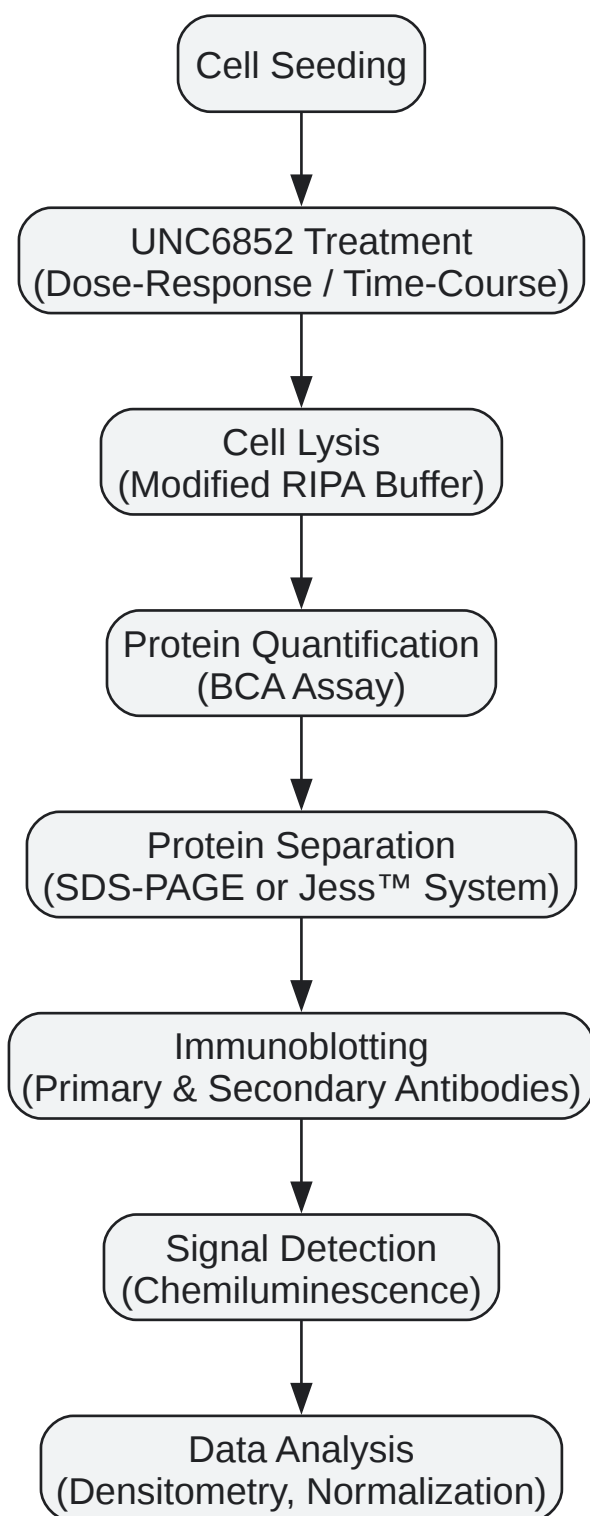 Cell Seeding
UNC6852 Treatment
(Dose-Response / Time-Course)
Cell Lysis
(Modified RIPA Buffer)
Protein Quantification
(BCA Assay)
Protein Separation
(SDS-PAGE or Jess™ System)
Immunoblotting
(Primary & Secondary Antibodies)
Signal Detection
(Chemiluminescence)
Data Analysis
(Densitometry, Normalization)